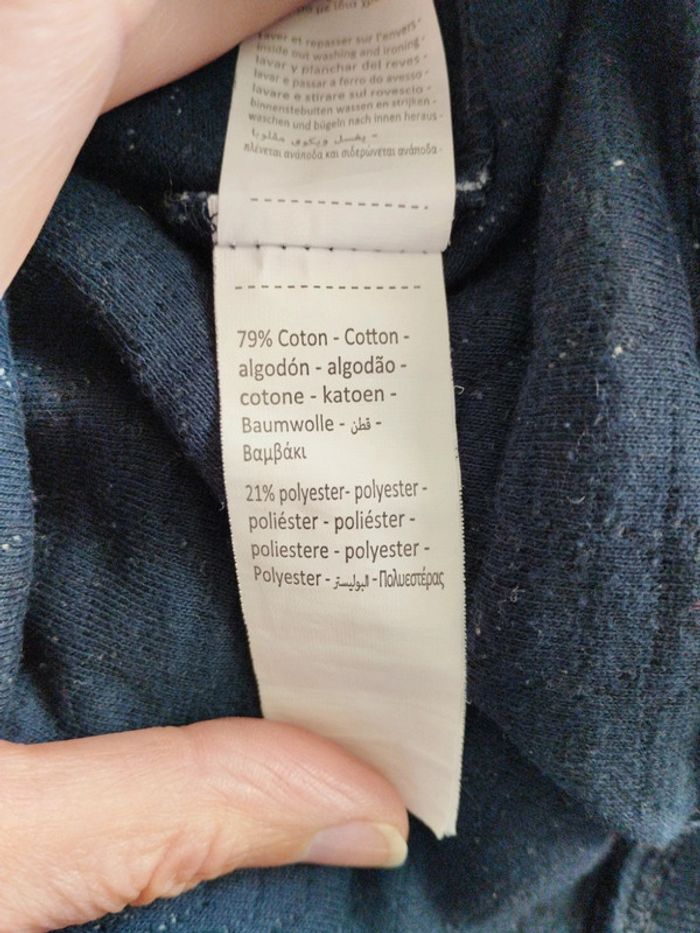 laver et repasser sur l'envers -
inside out washing and ironing -
lavar y planchar del reves -
lavar e passar a ferro do avesso -
lavare e stirare sul rovescio -
binnenstebuiten wassen en strijken -
waschen und bügeln nach innen heraus -
يغسل ويكوى مقلوبا -
πλένεται ανάποδα και σιδερώνεται ανάποδα -
79% Coton - Cotton -
algodón - algodão -
cotone - katoen -
Baumwolle - قطن -
Βαμβάκι
21% polyester- polyester -
poliéster - poliéster -
poliestere - polyester -
Polyester - البوليستر - Πολυεστέρας